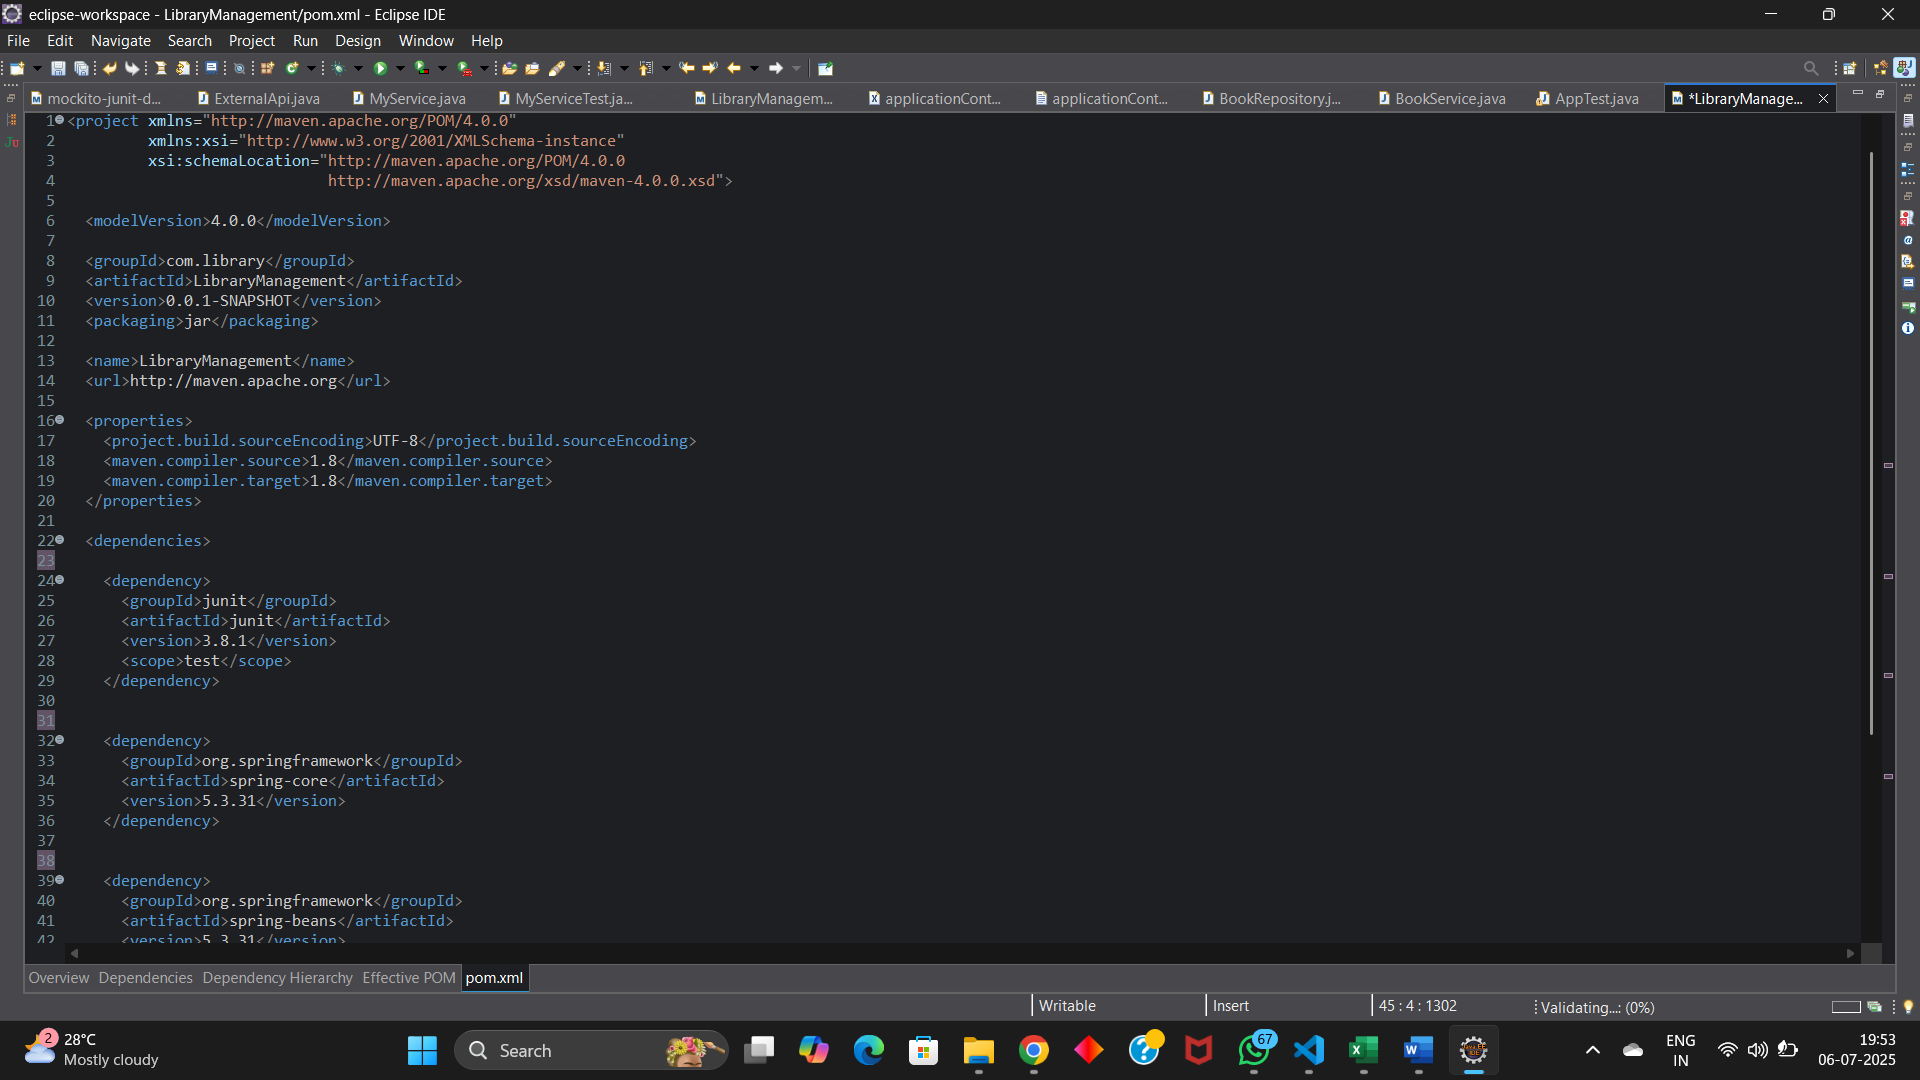 eclipse-workspace - LibraryManagement/pom.xml - Eclipse IDE
File Edit Navigate Search Project Run Design Window Help
mockito-junit-d... ExternalApi.java MyService.java MyServiceTest.ja... LibraryManagem... applicationCont... applicationCont... BookRepository.j... BookService.java AppTest.java *LibraryManage...
1 <project xmlns="http://maven.apache.org/POM/4.0.0"
2 xmlns:xsi="http://www.w3.org/2001/XMLSchema-instance"
3 xsi:schemaLocation="http://maven.apache.org/POM/4.0.0
4 http://maven.apache.org/xsd/maven-4.0.0.xsd">
5
6 <modelVersion>4.0.0</modelVersion>
7
8 <groupId>com.library</groupId>
9 <artifactId>LibraryManagement</artifactId>
10 <version>0.0.1-SNAPSHOT</version>
11 <packaging>jar</packaging>
12
13 <name>LibraryManagement</name>
14 <url>http://maven.apache.org</url>
15
16 <properties>
17 <project.build.sourceEncoding>UTF-8</project.build.sourceEncoding>
18 <maven.compiler.source>1.8</maven.compiler.source>
19 <maven.compiler.target>1.8</maven.compiler.target>
20 </properties>
21
22 <dependencies>
23
24 <dependency>
25 <groupId>junit</groupId>
26 <artifactId>junit</artifactId>
27 <version>3.8.1</version>
28 <scope>test</scope>
29 </dependency>
30
31
32 <dependency>
33 <groupId>org.springframework</groupId>
34 <artifactId>spring-core</artifactId>
35 <version>5.3.31</version>
36 </dependency>
37
38
39 <dependency>
40 <groupId>org.springframework</groupId>
41 <artifactId>spring-beans</artifactId>
42 <version>5.3.31</version>
Overview Dependencies Dependency Hierarchy Effective POM pom.xml
Writable Insert 45 : 4 : 1302 Validating...: (0%)
2 28°C
Mostly cloudy
Search
67
ENG
IN
19:53
06-07-2025